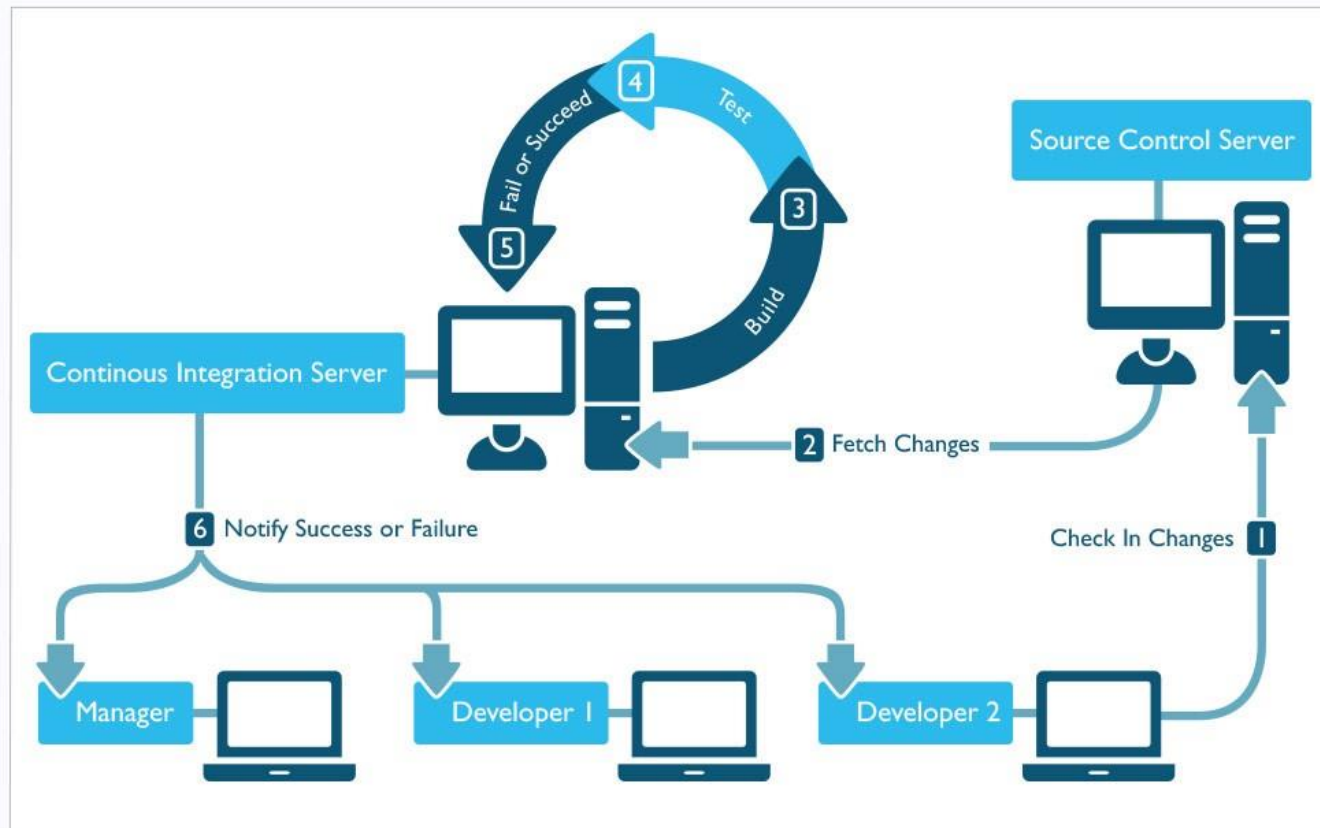 4
Test
Fail or Succeed
Source Control Server
3
5
Build
Continous Integration Server
2 Fetch Changes
6 Notify Success or Failure
Check In Changes 1
Manager
Developer 1
Developer 2